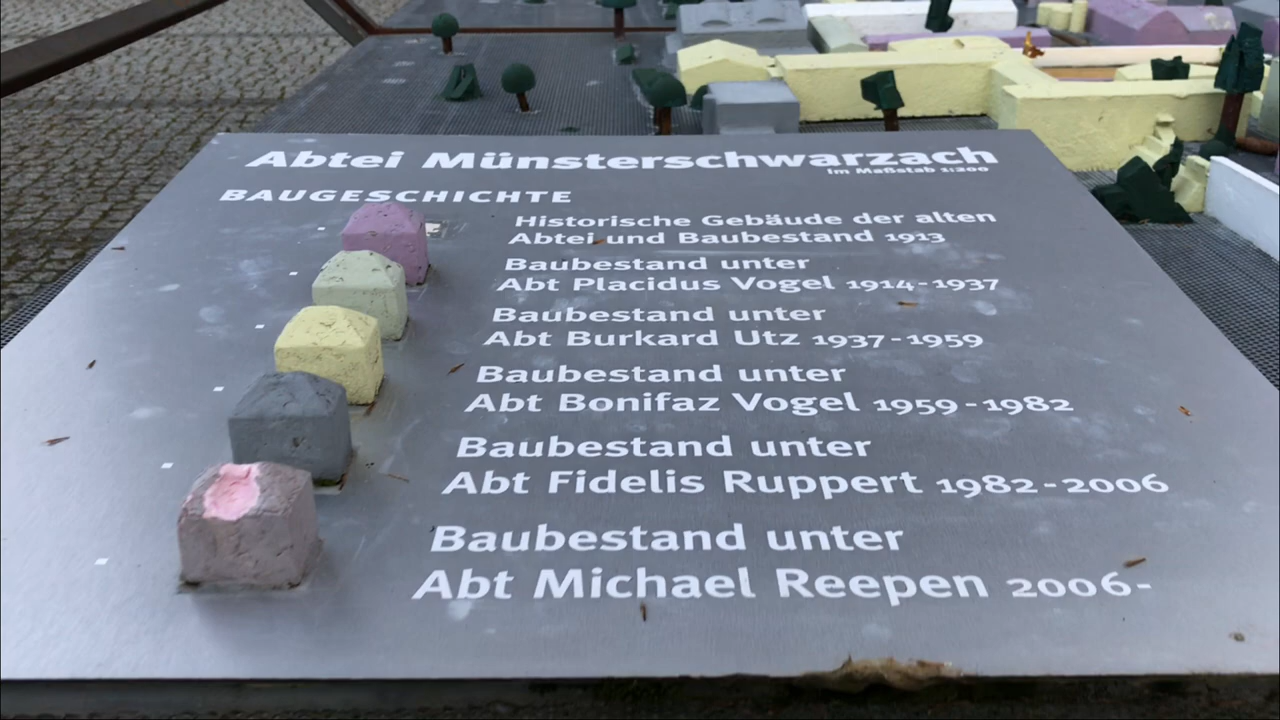 Abtei Münsterschwarzach
Im Maßstab 1:200
BAUGESCHICHTE
Historische Gebäude der alten
Abtei und Baubestand 1913
Baubestand unter
Abt Placidus Vogel 1914-1937
Baubestand unter
Abt Burkard Utz 1937-1959
Baubestand unter
Abt Bonifaz Vogel 1959-1982
Baubestand unter
Abt Fidelis Ruppert 1982-2006
Baubestand unter
Abt Michael Reepen 2006-